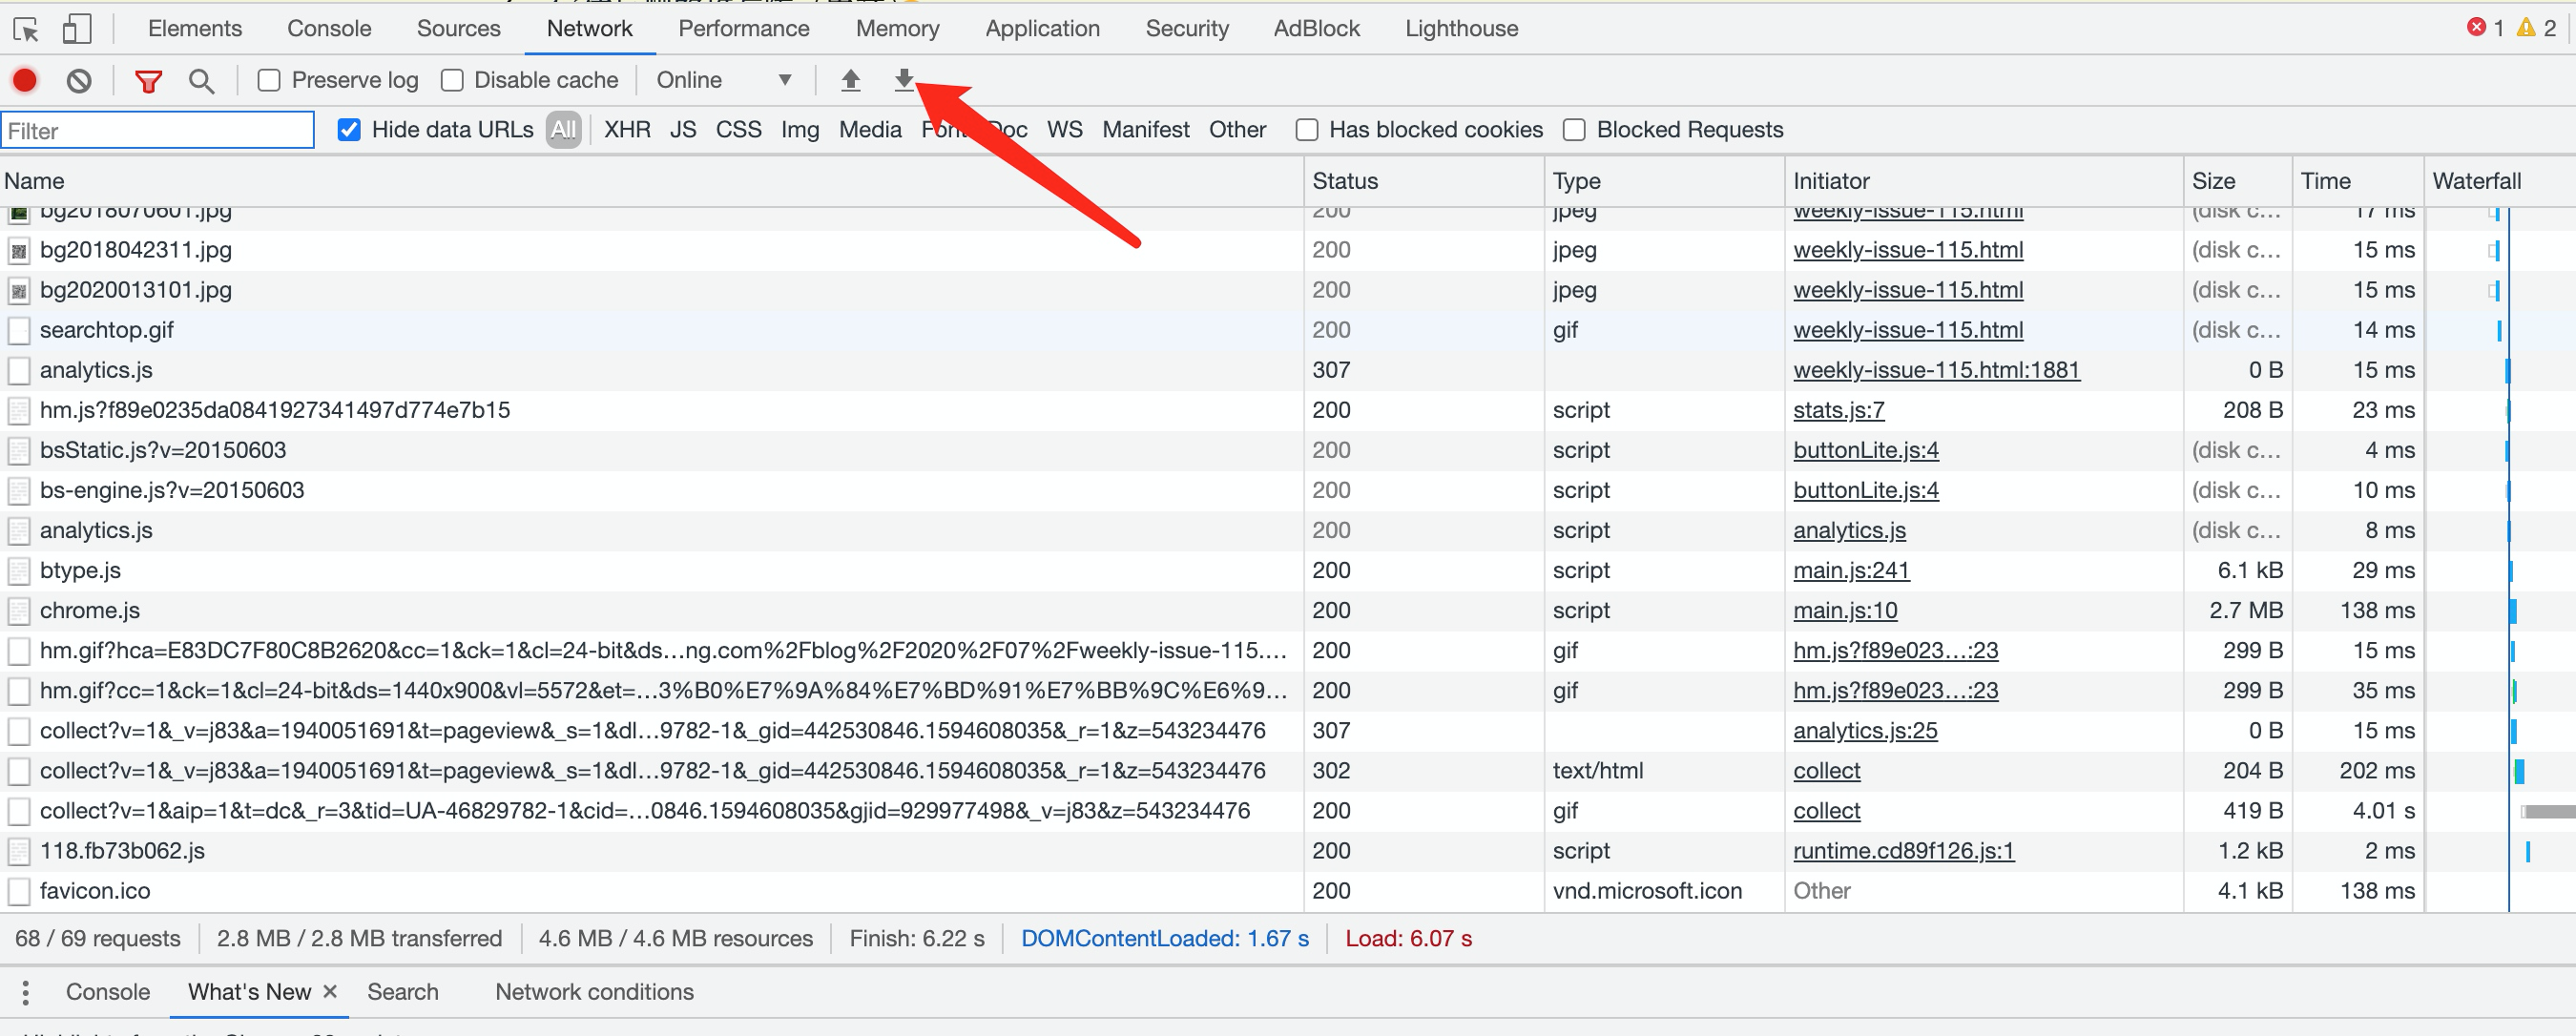 Elements Console Sources Network Performance Memory Application Security AdBlock Lighthouse 1 2
Preserve log Disable cache Online
Filter Hide data URLs All XHR JS CSS Img Media Doc WS Manifest Other Has blocked cookies Blocked Requests
Name Status Type Initiator Size Time Waterfall
bg2018070601.jpg 200 jpeg weekly-issue-115.html (disk c... 17 ms
bg2018042311.jpg 200 jpeg weekly-issue-115.html (disk c... 15 ms
bg2020013101.jpg 200 jpeg weekly-issue-115.html (disk c... 15 ms
searchtop.gif 200 gif weekly-issue-115.html (disk c... 14 ms
analytics.js 307 weekly-issue-115.html:1881 0 B 15 ms
hm.js?f89e0235da0841927341497d774e7b15 200 script stats.js:7 208 B 23 ms
bsStatic.js?v=20150603 200 script buttonLite.js:4 (disk c... 4 ms
bs-engine.js?v=20150603 200 script buttonLite.js:4 (disk c... 10 ms
analytics.js 200 script analytics.js (disk c... 8 ms
btype.js 200 script main.js:241 6.1 kB 29 ms
chrome.js 200 script main.js:10 2.7 MB 138 ms
hm.gif?hca=E83DC7F80C8B2620&cc=1&ck=1&cl=24-bit&ds...ng.com%2Fblog%2F2020%2F07%2Fweekly-issue-115.... 200 gif hm.js?f89e023...:23 299 B 15 ms
hm.gif?cc=1&ck=1&cl=24-bit&ds=1440x900&vl=5572&et=...3%B0%E7%9A%84%E7%BD%91%E7%BB%9C%E6%9... 200 gif hm.js?f89e023...:23 299 B 35 ms
collect?v=1&_v=j83&a=1940051691&t=pageview&_s=1&dl...9782-1&_gid=442530846.1594608035&_r=1&z=543234476 307 analytics.js:25 0 B 15 ms
collect?v=1&_v=j83&a=1940051691&t=pageview&_s=1&dl...9782-1&_gid=442530846.1594608035&_r=1&z=543234476 302 text/html collect 204 B 202 ms
collect?v=1&aip=1&t=dc&_r=3&tid=UA-46829782-1&cid=...0846.1594608035&gjid=929977498&_v=j83&z=543234476 200 gif collect 419 B 4.01 s
118.fb73b062.js 200 script runtime.cd89f126.js:1 1.2 kB 2 ms
favicon.ico 200 vnd.microsoft.icon Other 4.1 kB 138 ms
68 / 69 requests 2.8 MB / 2.8 MB transferred 4.6 MB / 4.6 MB resources Finish: 6.22 s DOMContentLoaded: 1.67 s Load: 6.07 s
Console What's New × Search Network conditions